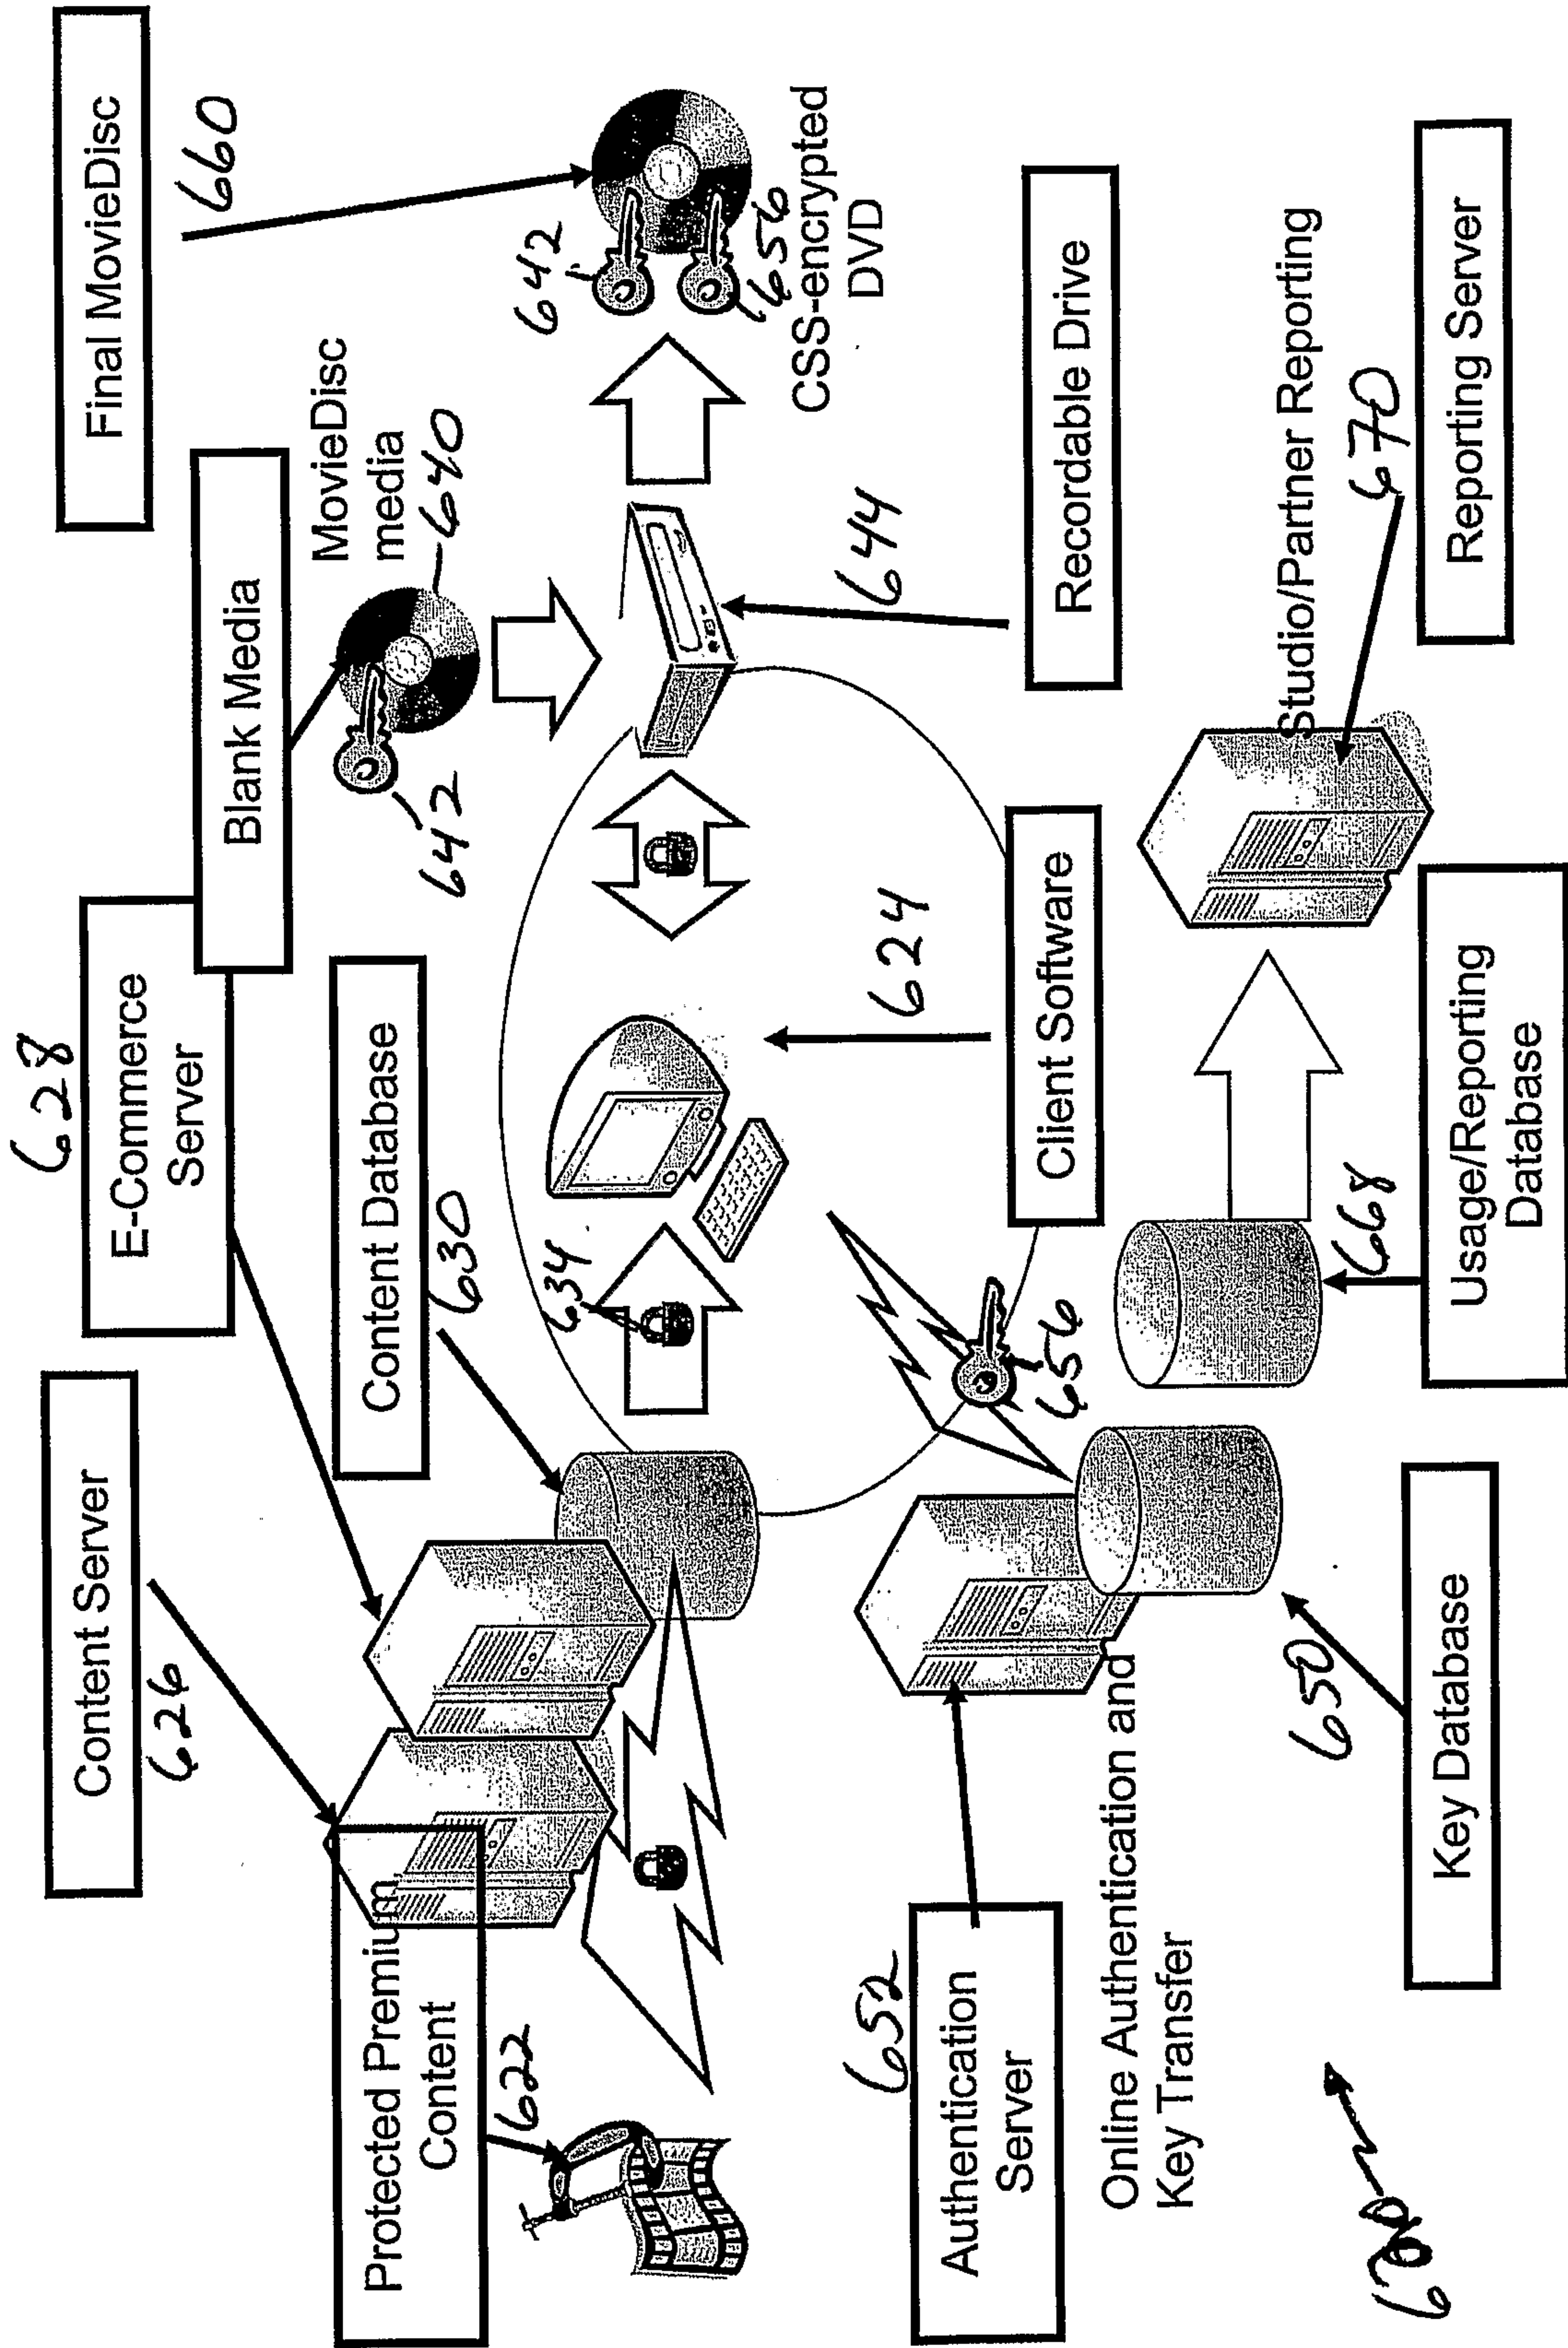 628
Content Server
626
E-Commerce
Server
Blank Media
Final MovieDisc
660
Protected Premium
Content
622
Content Database
630
634
642
MovieDisc
media
640
642
656
CSS-encrypted
DVD
652
Authentication
Server
Online Authentication and
Key Transfer
656
624
Client Software
644
Recordable Drive
650
Key Database
668
Usage/Reporting
Database
Studio/Partner Reporting
670
Reporting Server